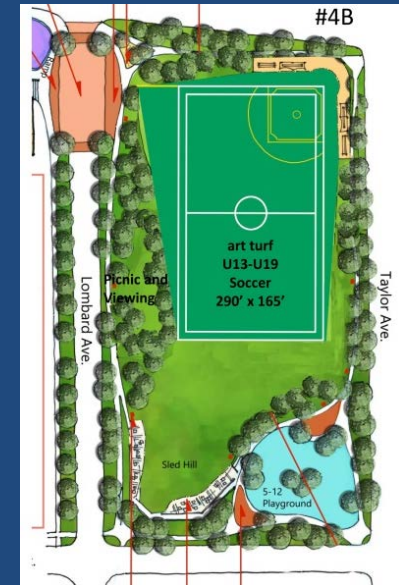 #4B
art turf
U13-U19
Soccer
290' x 165'
Picnic and
Viewing
Lombard Ave.
Taylor Ave.
Sled Hill
5-12
Playground